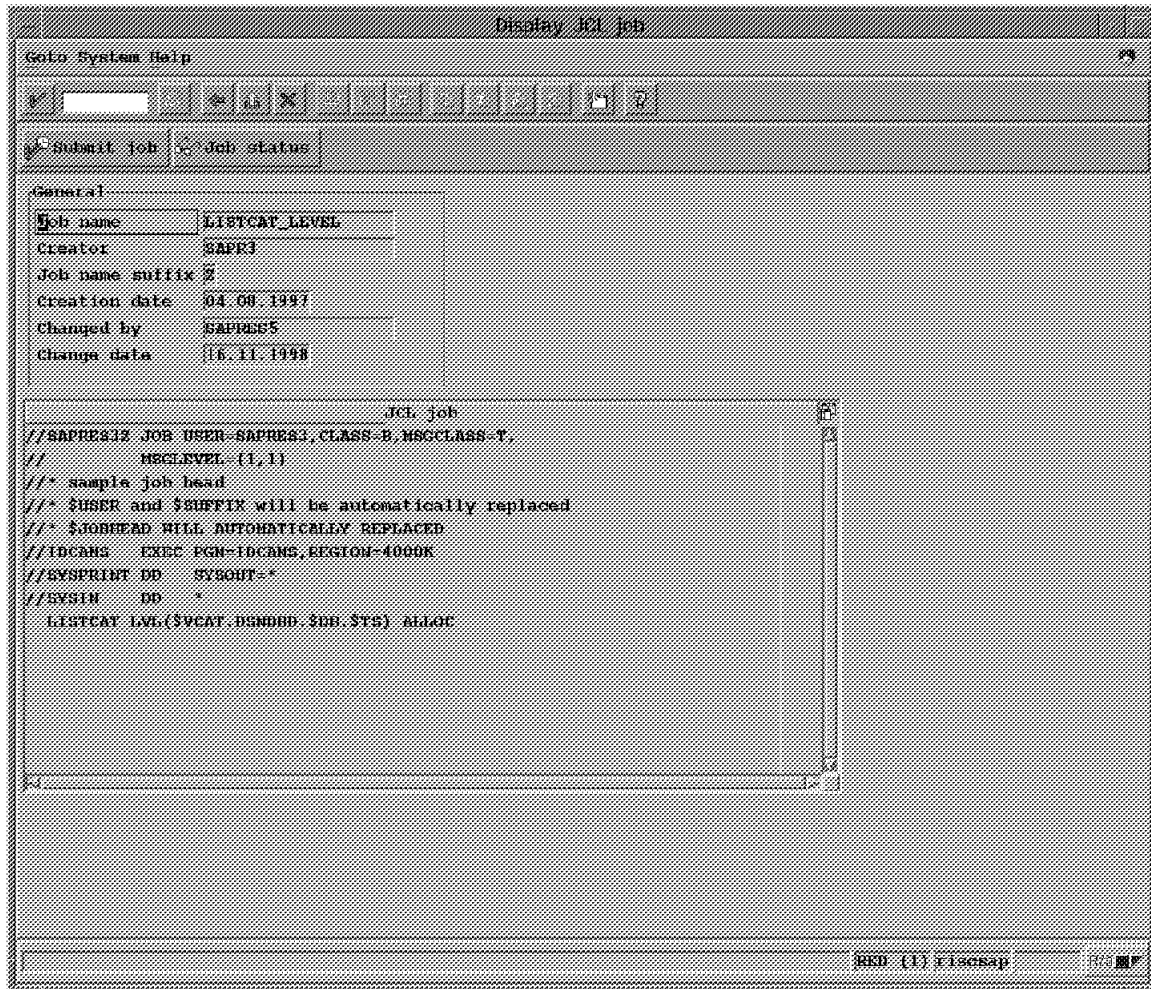 Display JCL job
Goto System Help
Submit job Job status
General
Job name LISTCAT_LEVEL
Creator SAPR3
Job name suffix Z
Creation date 04.08.1997
Changed by SAPRES5
Change date 16.11.1998
JCL job
//SAPRES3Z JOB USER=SAPRES3,CLASS=B,MSGCLASS=T,
// MSGLEVEL=(1,1)
//* sample job head
//* $USER and $SUFFIX will be automatically replaced
//* $JOBHEAD WILL AUTOMATICALLY REPLACED
//IDCAMS EXEC PGM=IDCAMS,REGION=4000K
//SYSPRINT DD SYSOUT=*
//SYSIN DD *
LISTCAT LVL($VCAT.DSNDBD.$DB.$TS) ALLOC
RED (1) riscsap